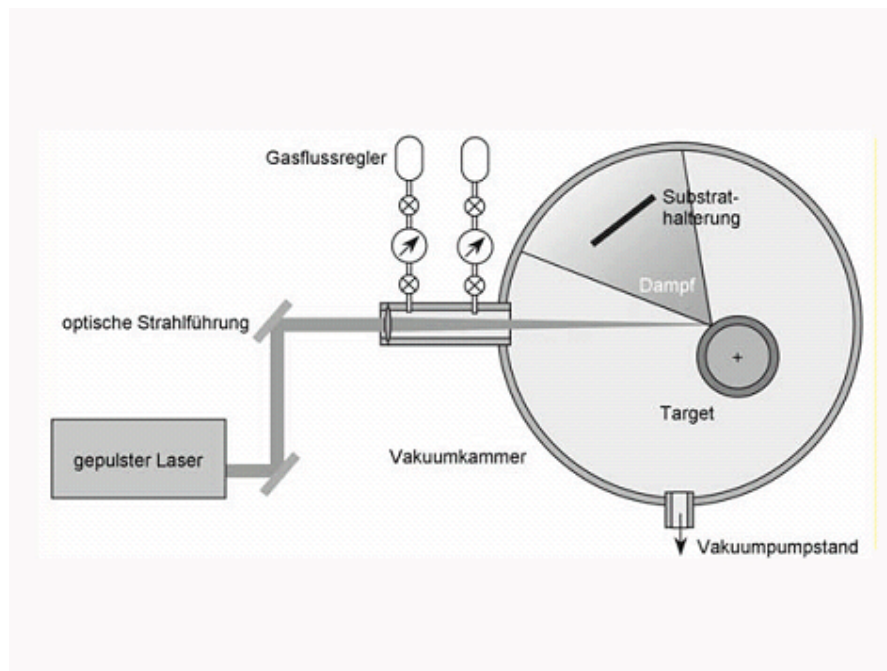 Gasflussregler
Substrat-
halterung
Dampf
optische Strahlführung
Target
gepulster Laser
Vakuumkammer
Vakuumpumpstand